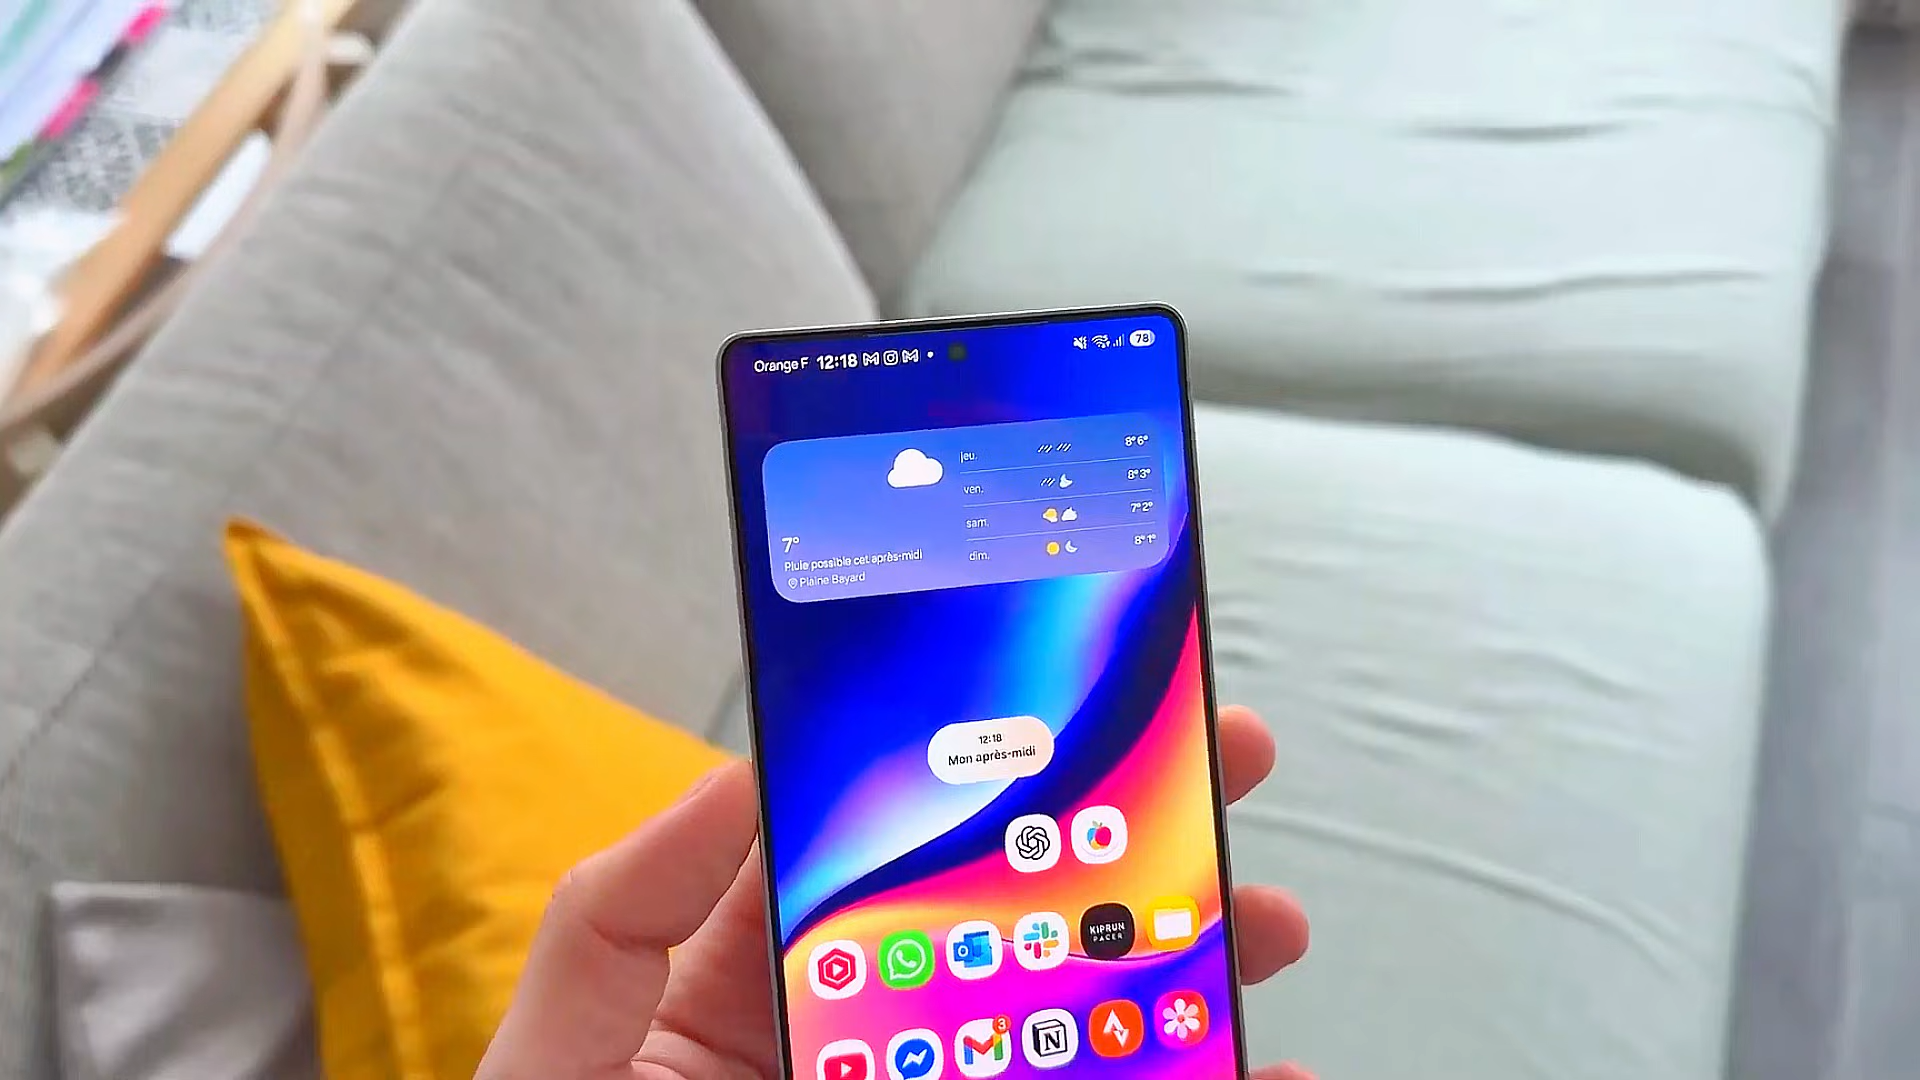 Orange F 12:18
78
7°
Pluie possible cet après-midi
Plaine Bayard
jeu. 8° 6°
ven. 8° 3°
sam. 7° 2°
dim. 8° 1°
12:18
Mon après-midi
KIPRUN
PACER
3